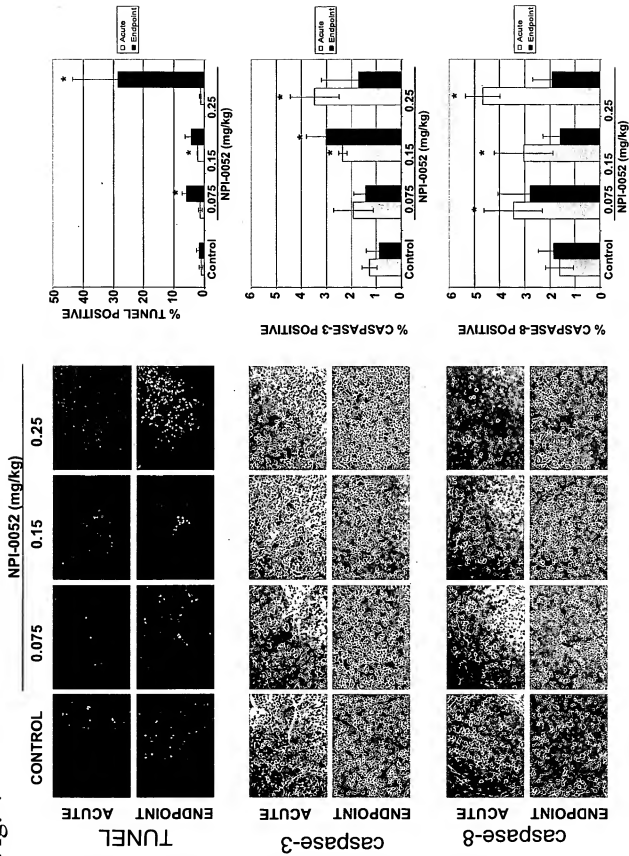 NPI-0052 (mg/kg)
CONTROL 0.075 0.15 0.25
TUNEL
ACUTE
ENDPOINT
caspase-3
ACUTE
ENDPOINT
caspase-8
ACUTE
ENDPOINT
% TUNEL POSITIVE
50
40
30
20
10
0
* * *
Control 0.075 0.15 0.25
NPI-0052 (mg/kg)
Acute
Endpoint
% CASPASE-3 POSITIVE
6
5
4
3
2
1
0
* * *
Control 0.075 0.15 0.25
NPI-0052 (mg/kg)
Acute
Endpoint
% CASPASE-8 POSITIVE
6
5
4
3
2
1
0
* * *
Control 0.075 0.15 0.25
NPI-0052 (mg/kg)
Acute
Endpoint